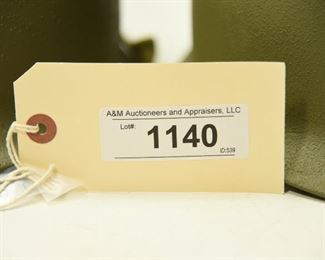 A&M Auctioneers and Appraisers, LLC
Lot#:
1140
ID:539